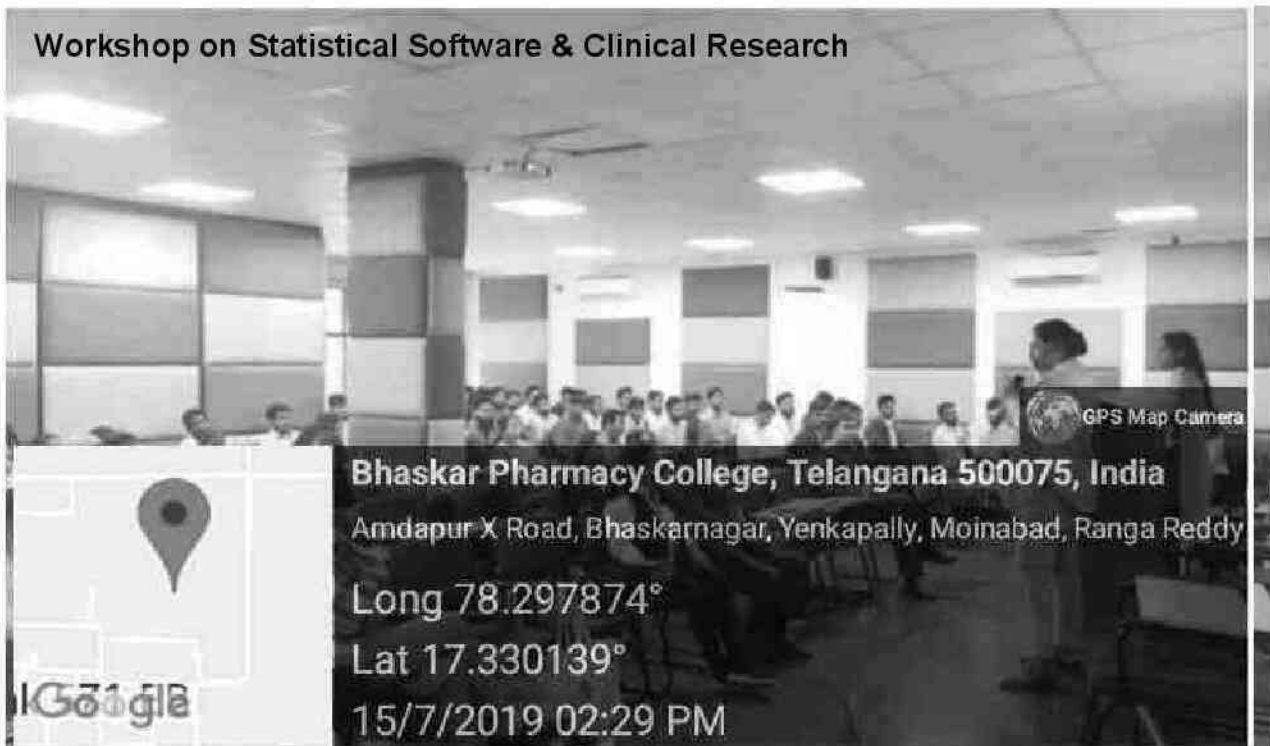 Workshop on Statistical Software & Clinical Research
GPS Map Camera
Bhaskar Pharmacy College, Telangana 500075, India
Amdapur X Road, Bhaskarnagar, Yenkapally, Moinabad, Ranga Reddy
Long 78.297874°
Lat 17.330139°
15/7/2019 02:29 PM
Google